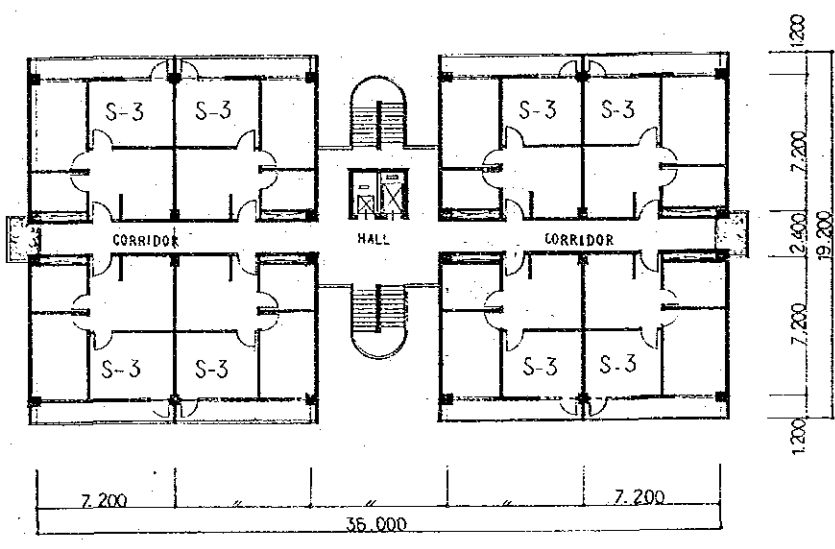 1.200
S-3 S-3 S-3 S-3
7.200
CORRIDOR HALL CORRIDOR
2.400
19.200
7.200
S-3 S-3 S-3 S-3
1.200
7.200 〃 〃 〃 7.200
36.000